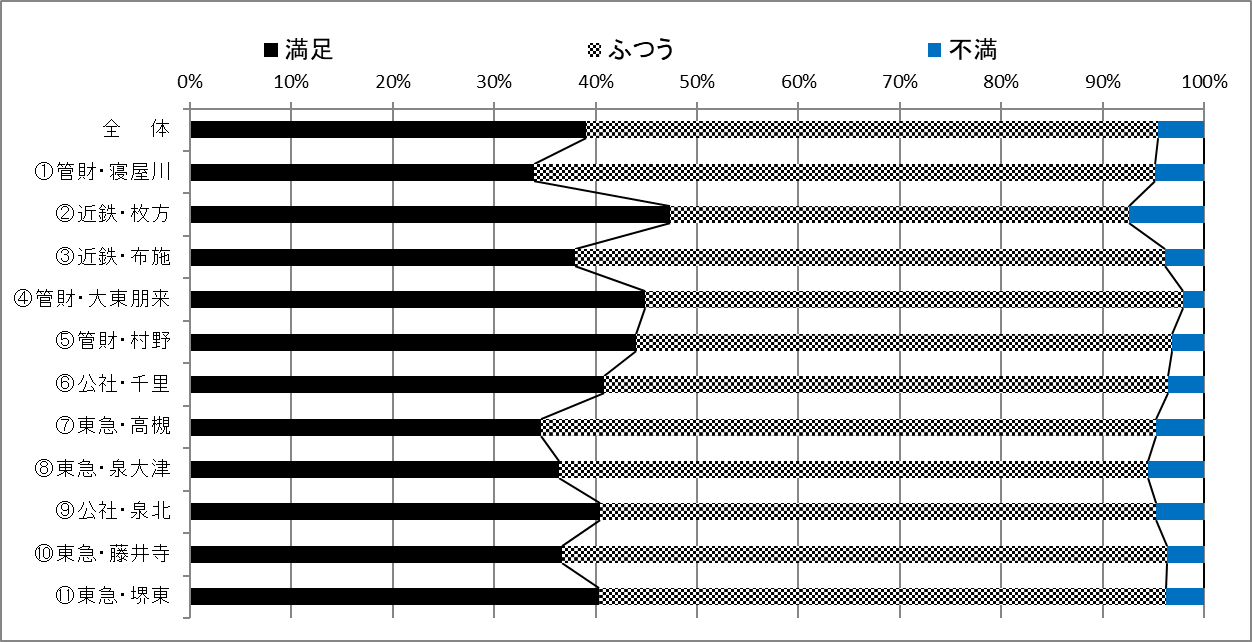 満足 ふつう 不満
0% 10% 20% 30% 40% 50% 60% 70% 80% 90% 100%
全　体
①管財・寝屋川
②近鉄・枚方
③近鉄・布施
④管財・大東朋来
⑤管財・村野
⑥公社・千里
⑦東急・高槻
⑧東急・泉大津
⑨公社・泉北
⑩東急・藤井寺
⑪東急・堺東